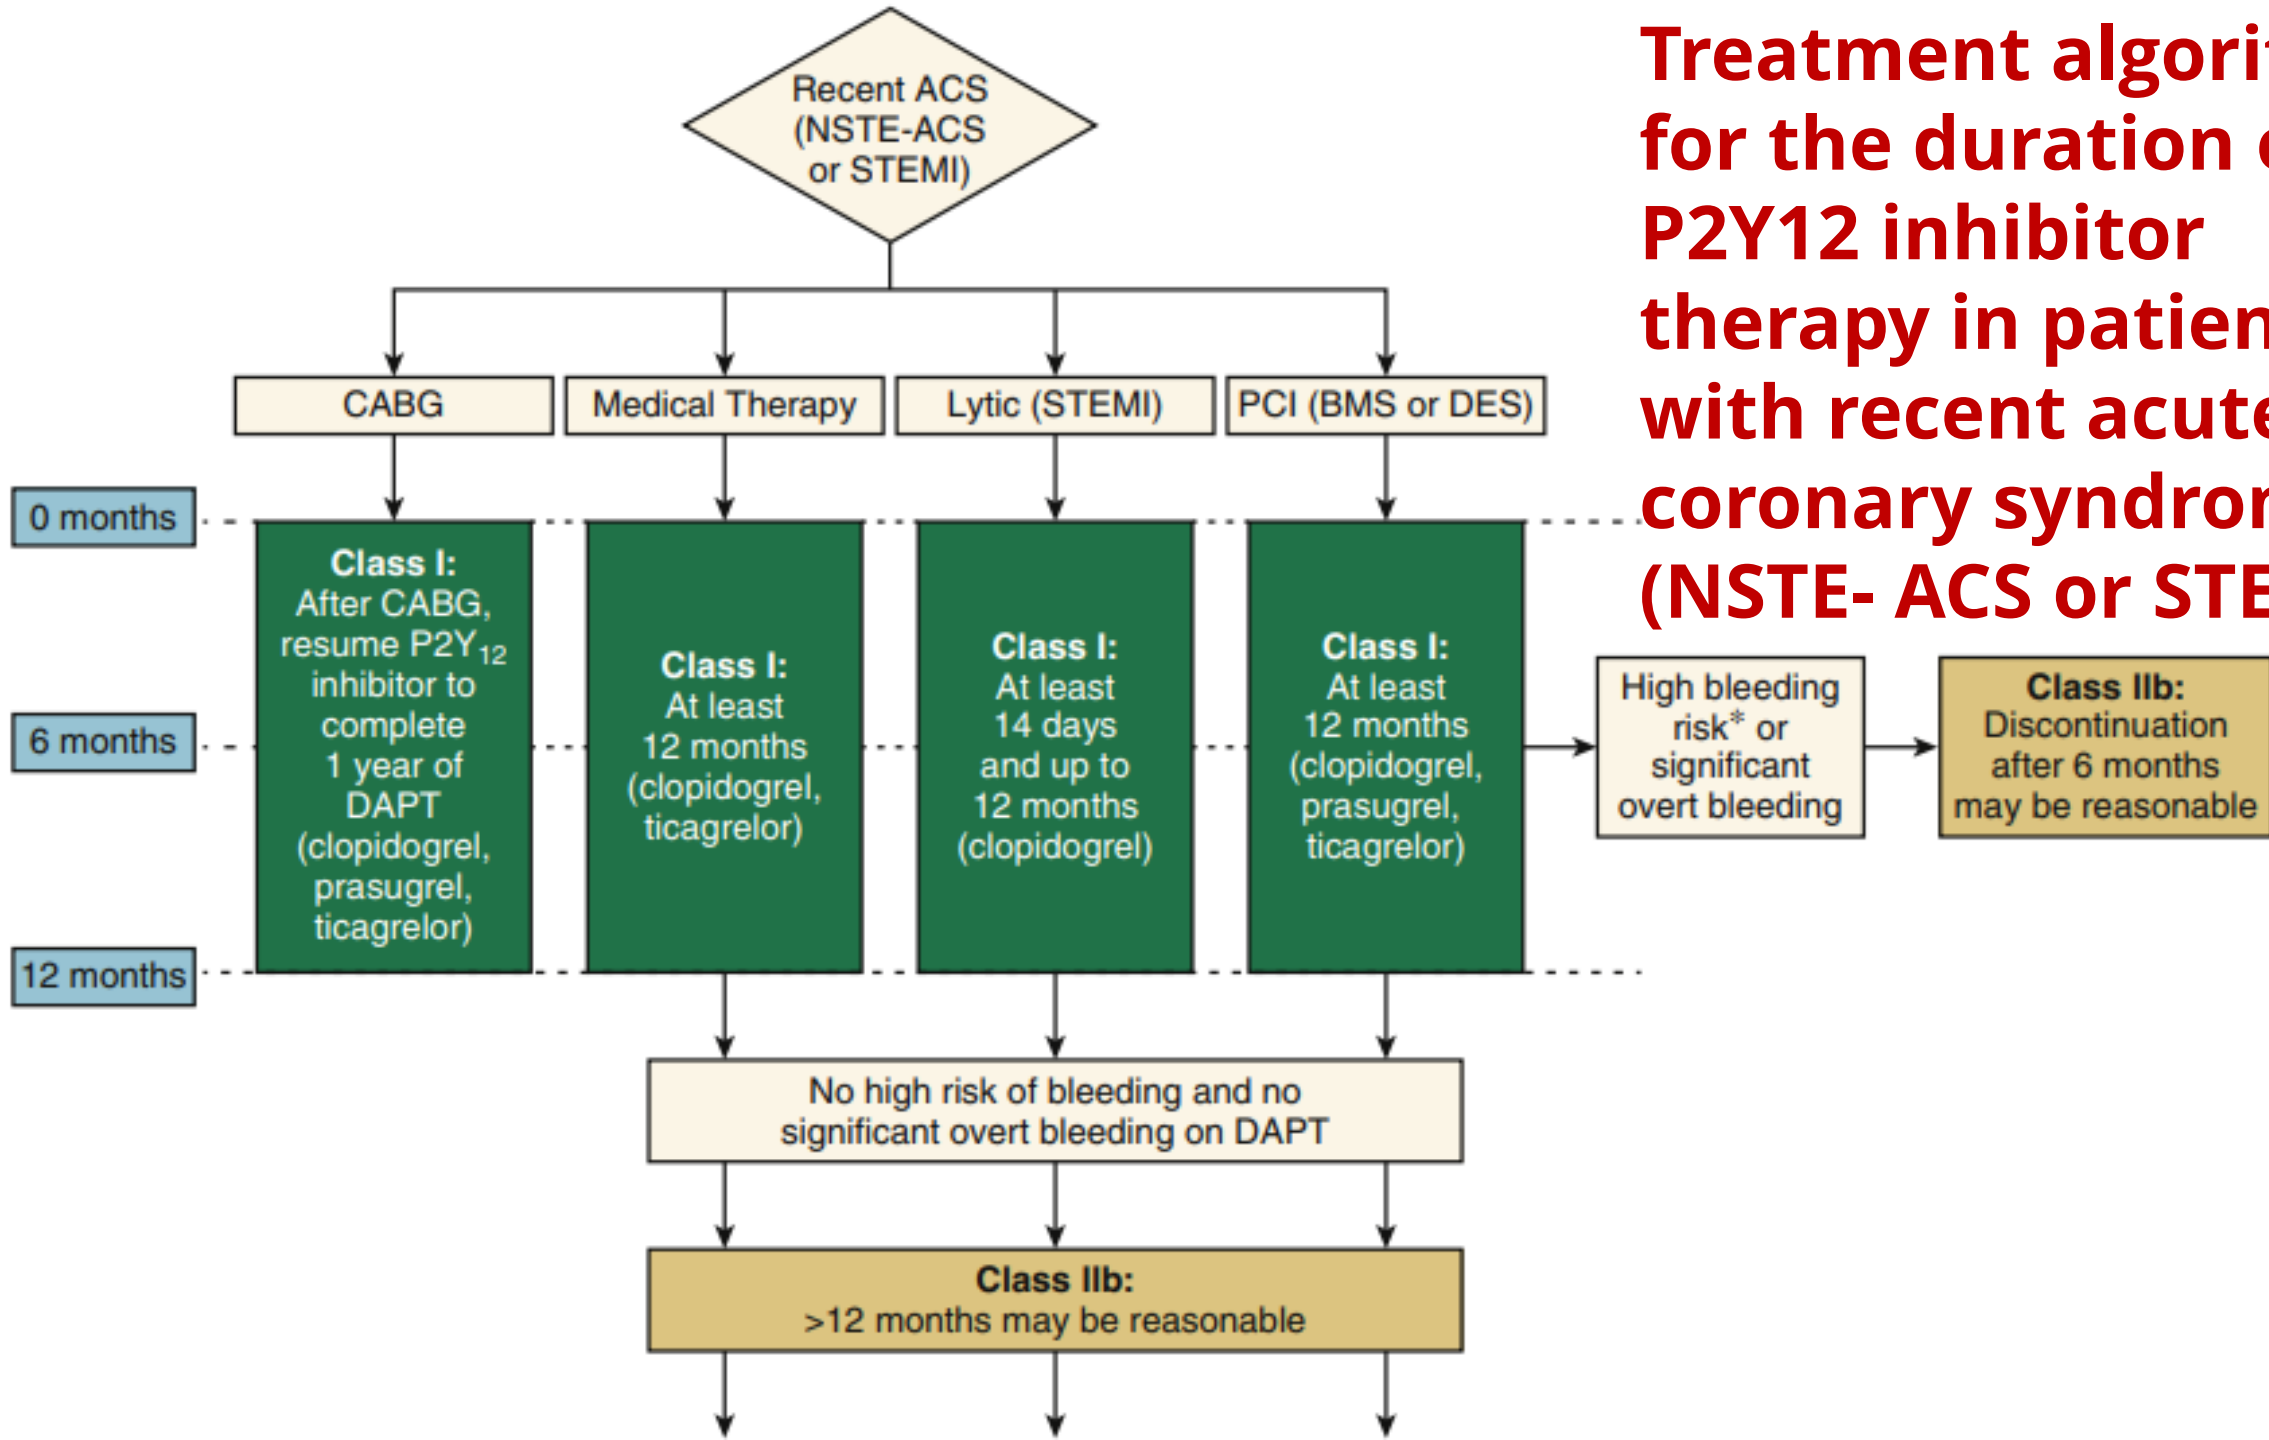 Treatment
for the duration
P2Y12 inhibitor
therapy in
with recent
coronary
(NSTE- ACS or
Recent ACS
(NSTE-ACS
or STEMI)
CABG
Medical Therapy
Lytic (STEMI)
PCI (BMS or DES)
0 months
6 months
12 months
Class I:
After CABG,
resume P2Y12
inhibitor to
complete
1 year of
DAPT
(clopidogrel,
prasugrel,
ticagrelor)
Class I:
At least
12 months
(clopidogrel,
ticagrelor)
Class I:
At least
14 days
and up to
12 months
(clopidogrel)
Class I:
At least
12 months
(clopidogrel,
prasugrel,
ticagrelor)
High bleeding
risk* or
significant
overt bleeding
Class IIb:
Discontinuation
after 6 months
may be reasonable
No high risk of bleeding and no
significant overt bleeding on DAPT
Class IIb:
>12 months may be reasonable